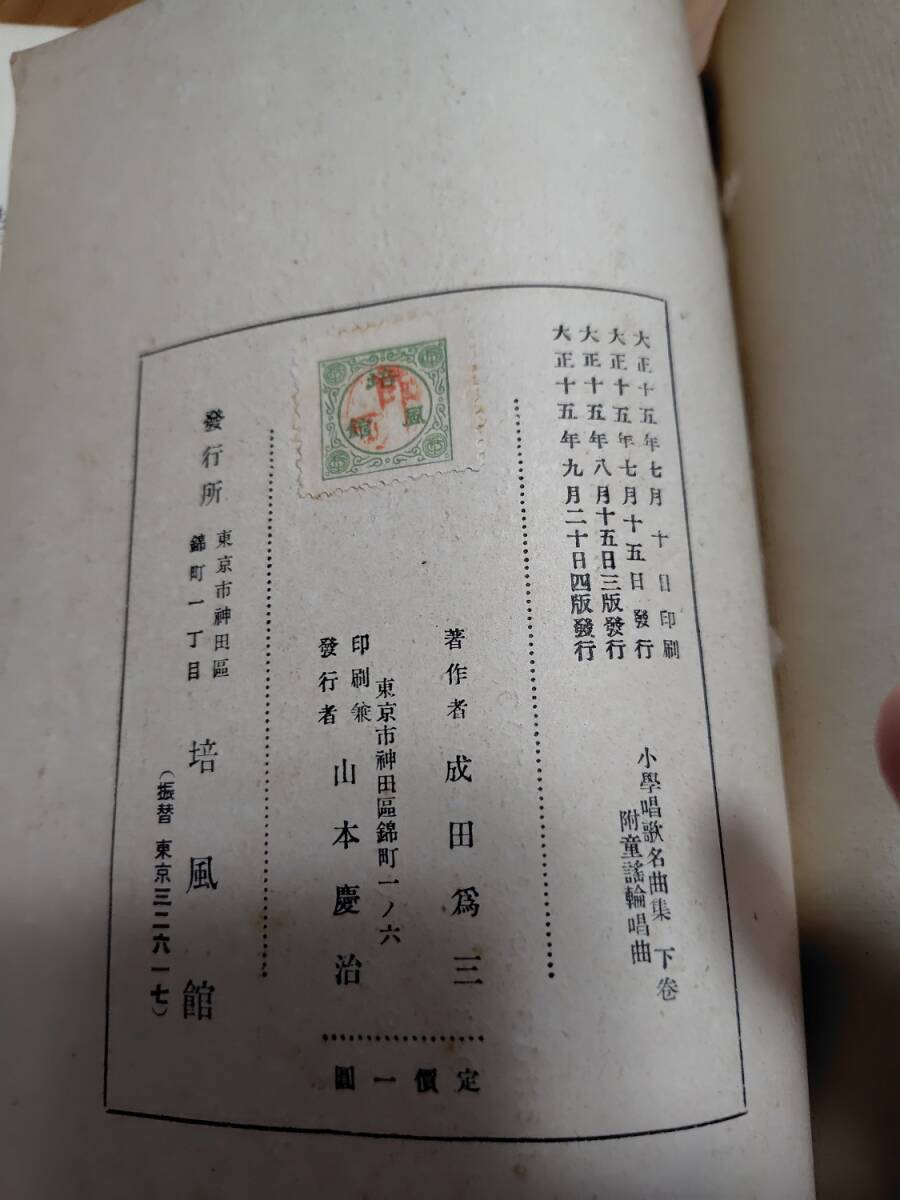 大正十五年七月十日印刷
大正十五年七月十五日發行
大正十五年八月十五日三版發行
大正十五年九月二十日四版發行
小學唱歌名曲集 下卷
附童謠輪唱曲
著作者 成田爲三
東京市神田區錦町一ノ六
印刷兼
發行者 山本慶治
定價一圓
培風館
發行所
東京市神田區
錦町一丁目
培風館
(振替 東京三二六一七)